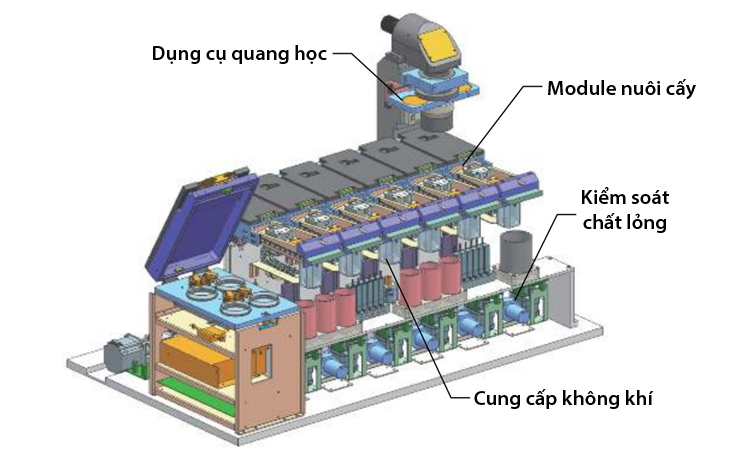 Dụng cụ quang học
Module nuôi cấy
Kiểm soát
chất lỏng
Cung cấp không khí